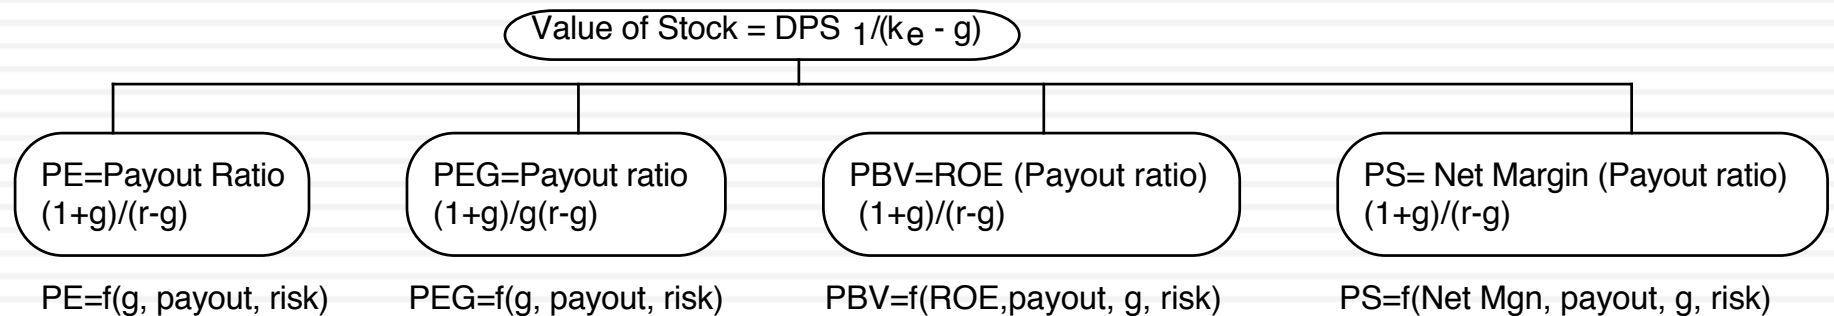 Value of Stock = DPS 1/(ke - g)
PE=Payout Ratio
(1+g)/(r-g)
PEG=Payout ratio
(1+g)/g(r-g)
PBV=ROE (Payout ratio)
(1+g)/(r-g)
PS= Net Margin (Payout ratio)
(1+g)/(r-g)
PE=f(g, payout, risk)
PEG=f(g, payout, risk)
PBV=f(ROE,payout, g, risk)
PS=f(Net Mgn, payout, g, risk)